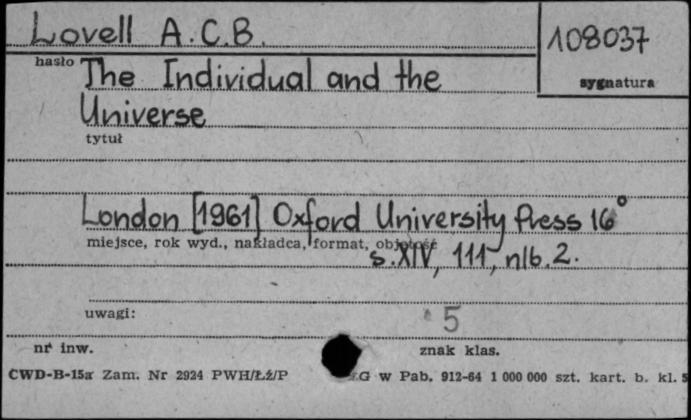 Lovell A.C.B.
108037
hasło The Individual and the
sygnatura
Universe
tytuł
London [1961] Oxford University Press 16°
miejsce, rok wyd., nakładca, format, objętość
s. XIV, 111, nlb. 2.
uwagi:
5
nr inw.
znak klas.
CWD-B-15a Zam. Nr 2924 PWH/Łź/P G w Pab. 912-64 1 000 000 szt. kart. b. kl. 5